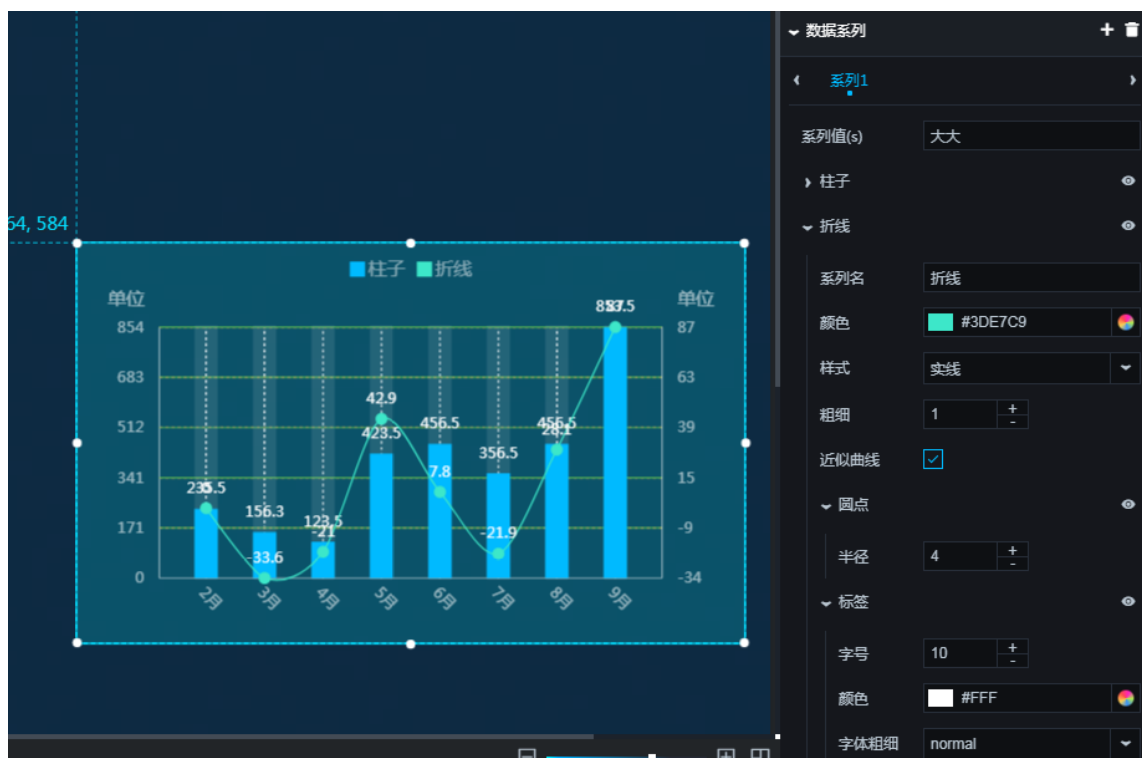 数据系列
系列1
系列值(s) 大大
柱子
折线
系列名 折线
颜色 #3DE7C9
样式 实线
粗细 1
近似曲线
圆点
半径 4
标签
字号 10
颜色 #FFF
字体粗细 normal
64, 584
柱子 折线
单位 单位
854 87
683 63
512 39
341 15
171 -9
0 -34
156.3
-33.6
123.5
-21
42.9
423.5
456.5
7.8
356.5
-21.9
456.5
28.1
2月 3月 4月 5月 6月 7月 8月 9月